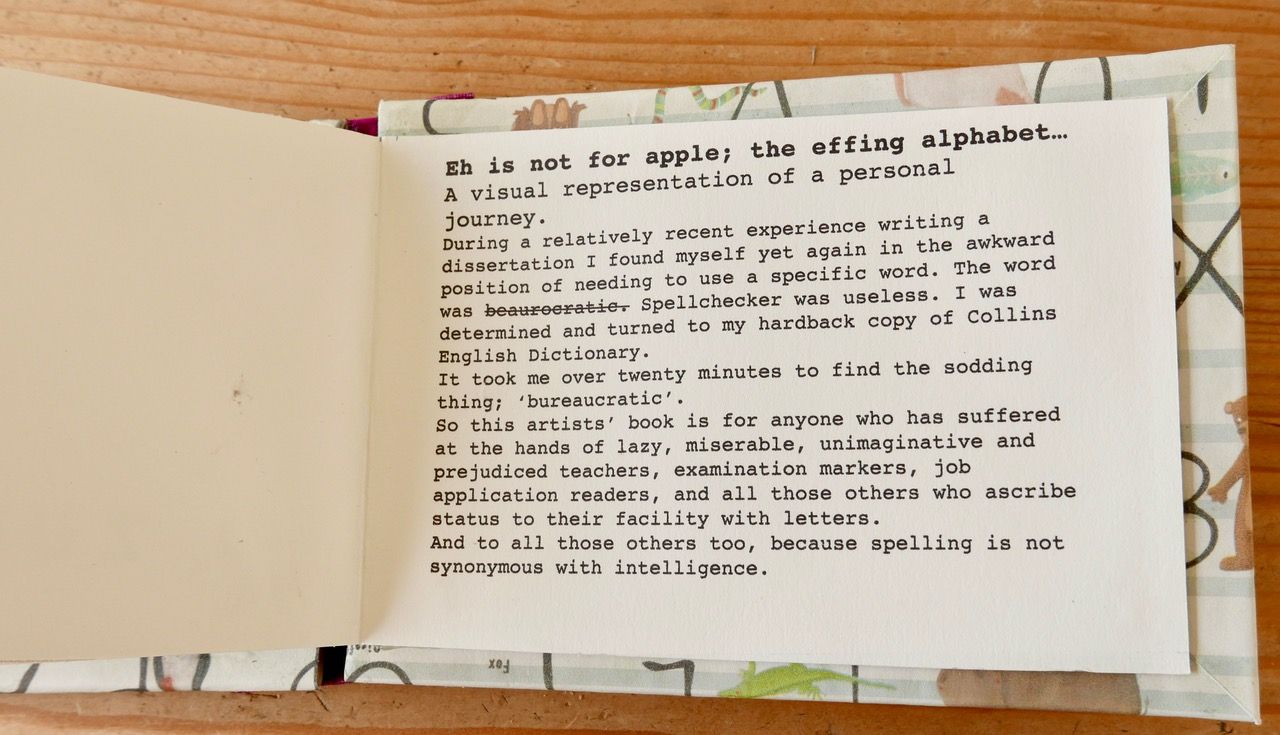 Eh is not for apple; the effing alphabet…
A visual representation of a personal
journey.
During a relatively recent experience writing a
dissertation I found myself yet again in the awkward
position of needing to use a specific word. The word
was beaurocratic. Spellchecker was useless. I was
determined and turned to my hardback copy of Collins
English Dictionary.
It took me over twenty minutes to find the sodding
thing; ‘bureaucratic’.
So this artists’ book is for anyone who has suffered
at the hands of lazy, miserable, unimaginative and
prejudiced teachers, examination markers, job
application readers, and all those others who ascribe
status to their facility with letters.
And to all those others too, because spelling is not
synonymous with intelligence.
Fox